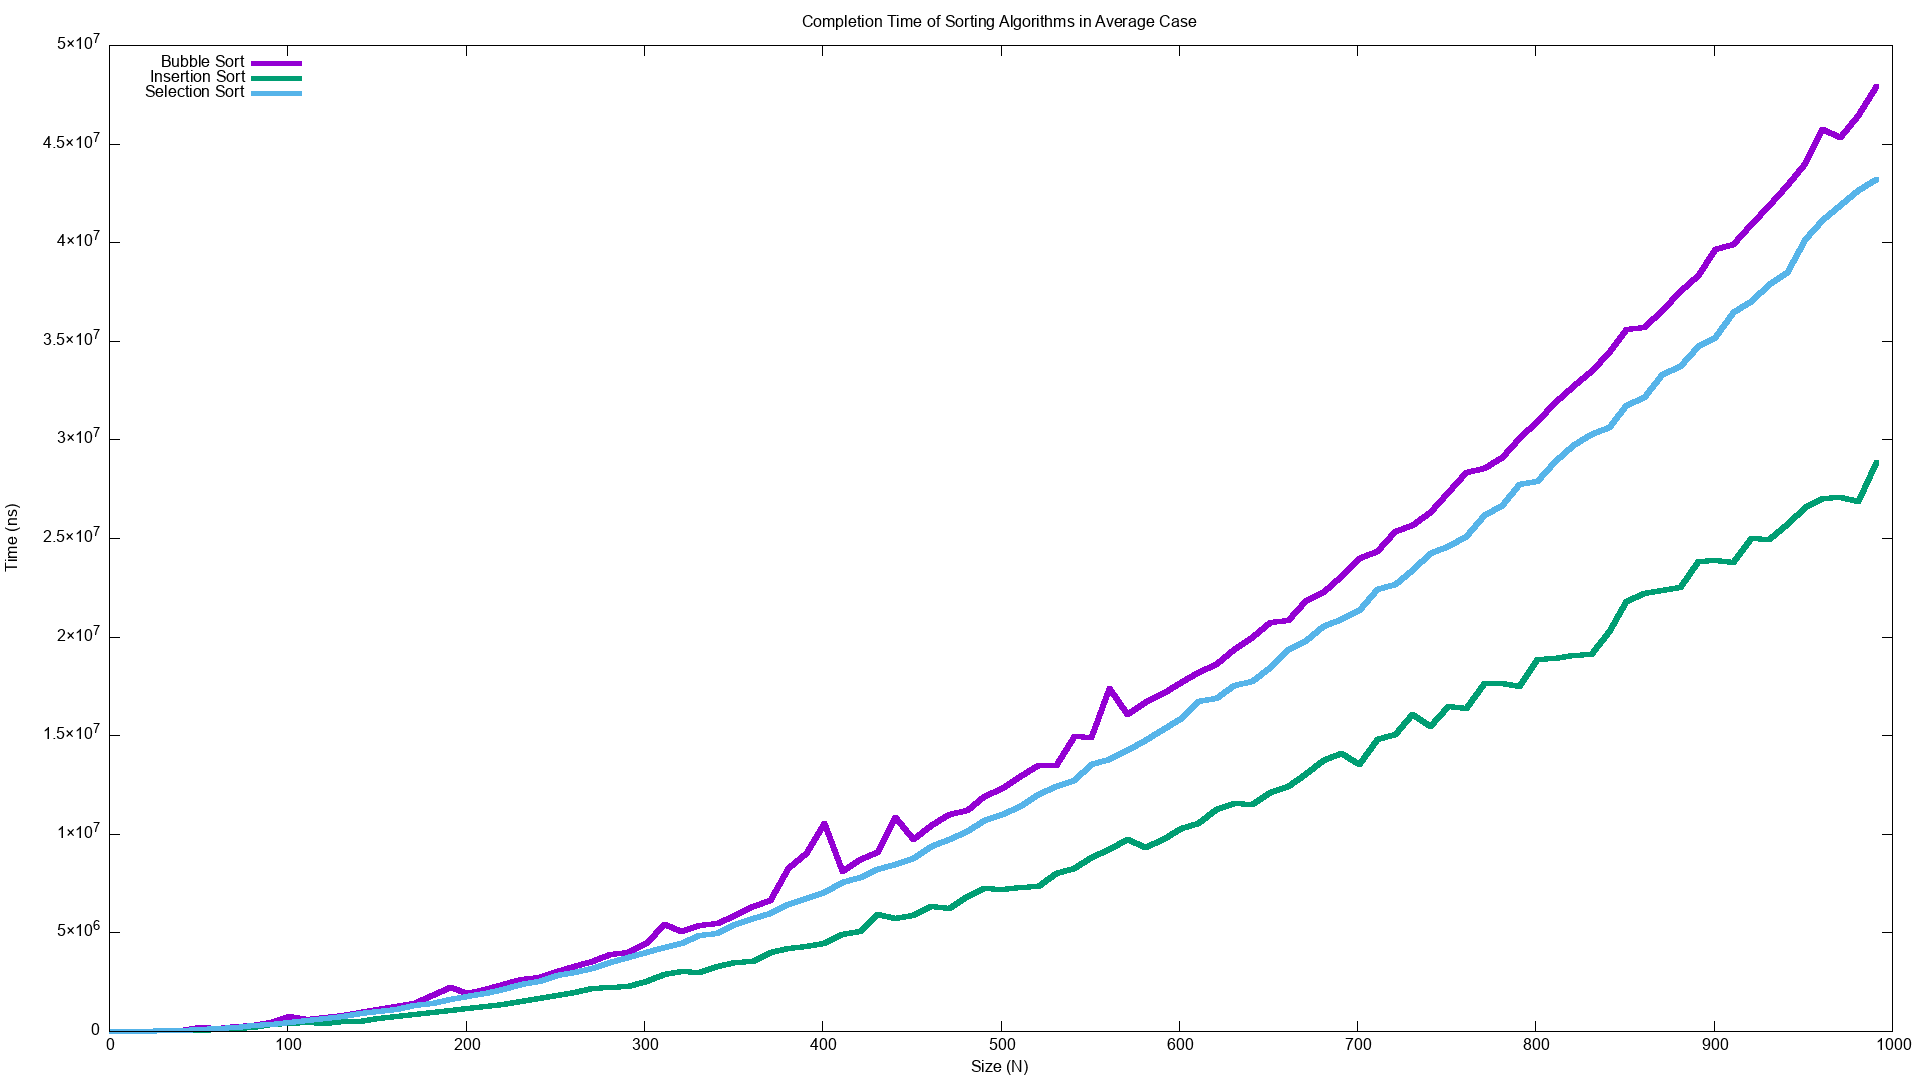 Completion Time of Sorting Algorithms in Average Case
5×10⁷
Bubble Sort
Insertion Sort
Selection Sort
4.5×10⁷
4×10⁷
3.5×10⁷
3×10⁷
2.5×10⁷
2×10⁷
1.5×10⁷
1×10⁷
5×10⁶
0
Time (ns)
0 100 200 300 400 500 600 700 800 900 1000
Size (N)